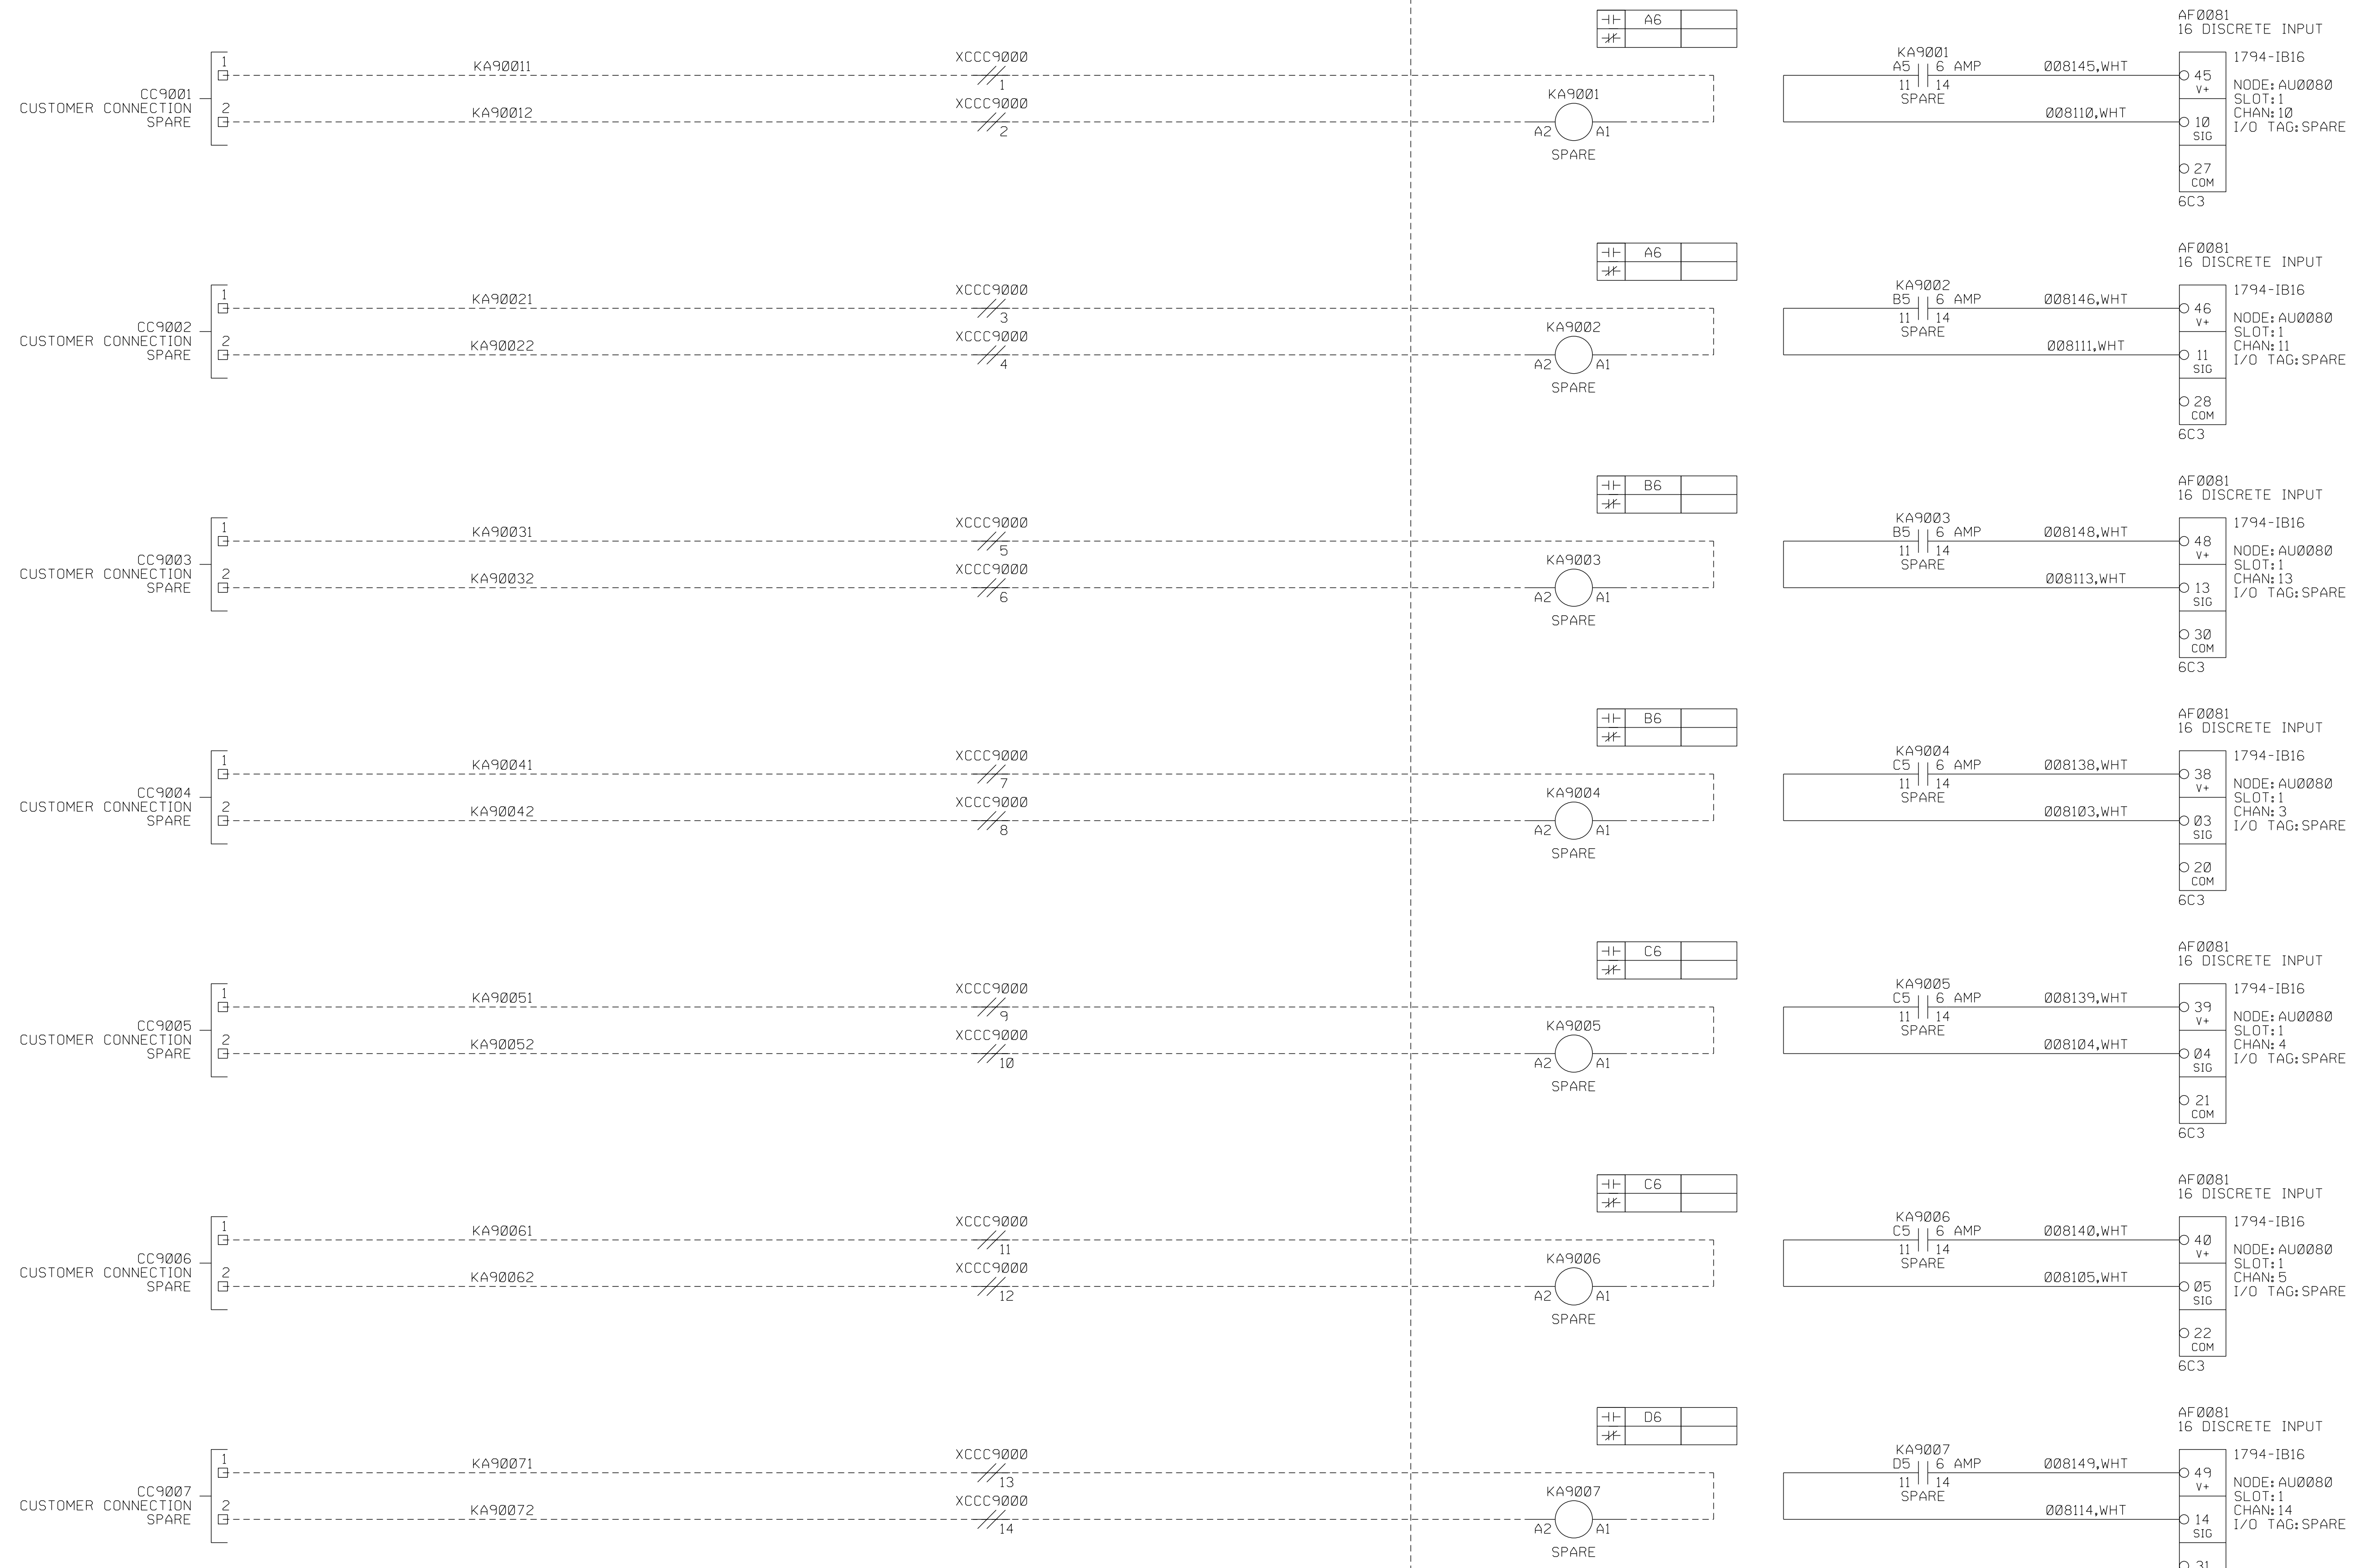 A6
AF0081
16 DISCRETE INPUT
CC9001
CUSTOMER CONNECTION
SPARE
1
KA90011
XCCC9000
1
2
KA90012
XCCC9000
2
KA9001
A2
A1
SPARE
KA9001
A5
6 AMP
11
14
SPARE
008145,WHT
008110,WHT
45
V+
10
SIG
27
COM
6C3
1794-IB16
NODE:AU0080
SLOT:1
CHAN:10
I/O TAG:SPARE
A6
AF0081
16 DISCRETE INPUT
CC9002
CUSTOMER CONNECTION
SPARE
1
KA90021
XCCC9000
3
2
KA90022
XCCC9000
4
KA9002
A2
A1
SPARE
KA9002
B5
6 AMP
11
14
SPARE
008146,WHT
008111,WHT
46
V+
11
SIG
28
COM
6C3
1794-IB16
NODE:AU0080
SLOT:1
CHAN:11
I/O TAG:SPARE
B6
AF0081
16 DISCRETE INPUT
CC9003
CUSTOMER CONNECTION
SPARE
1
KA90031
XCCC9000
5
2
KA90032
XCCC9000
6
KA9003
A2
A1
SPARE
KA9003
B5
6 AMP
11
14
SPARE
008148,WHT
008113,WHT
48
V+
13
SIG
30
COM
6C3
1794-IB16
NODE:AU0080
SLOT:1
CHAN:13
I/O TAG:SPARE
B6
AF0081
16 DISCRETE INPUT
CC9004
CUSTOMER CONNECTION
SPARE
1
KA90041
XCCC9000
7
2
KA90042
XCCC9000
8
KA9004
A2
A1
SPARE
KA9004
C5
6 AMP
11
14
SPARE
008138,WHT
008103,WHT
38
V+
03
SIG
20
COM
6C3
1794-IB16
NODE:AU0080
SLOT:1
CHAN:3
I/O TAG:SPARE
C6
AF0081
16 DISCRETE INPUT
CC9005
CUSTOMER CONNECTION
SPARE
1
KA90051
XCCC9000
9
2
KA90052
XCCC9000
10
KA9005
A2
A1
SPARE
KA9005
C5
6 AMP
11
14
SPARE
008139,WHT
008104,WHT
39
V+
04
SIG
21
COM
6C3
1794-IB16
NODE:AU0080
SLOT:1
CHAN:4
I/O TAG:SPARE
C6
AF0081
16 DISCRETE INPUT
CC9006
CUSTOMER CONNECTION
SPARE
1
KA90061
XCCC9000
11
2
KA90062
XCCC9000
12
KA9006
A2
A1
SPARE
KA9006
C5
6 AMP
11
14
SPARE
008140,WHT
008105,WHT
40
V+
05
SIG
22
COM
6C3
1794-IB16
NODE:AU0080
SLOT:1
CHAN:5
I/O TAG:SPARE
D6
AF0081
16 DISCRETE INPUT
CC9007
CUSTOMER CONNECTION
SPARE
1
KA90071
XCCC9000
13
2
KA90072
XCCC9000
14
KA9007
A2
A1
SPARE
KA9007
D5
6 AMP
11
14
SPARE
008149,WHT
008114,WHT
49
V+
14
SIG
31
1794-IB16
NODE:AU0080
SLOT:1
CHAN:14
I/O TAG:SPARE